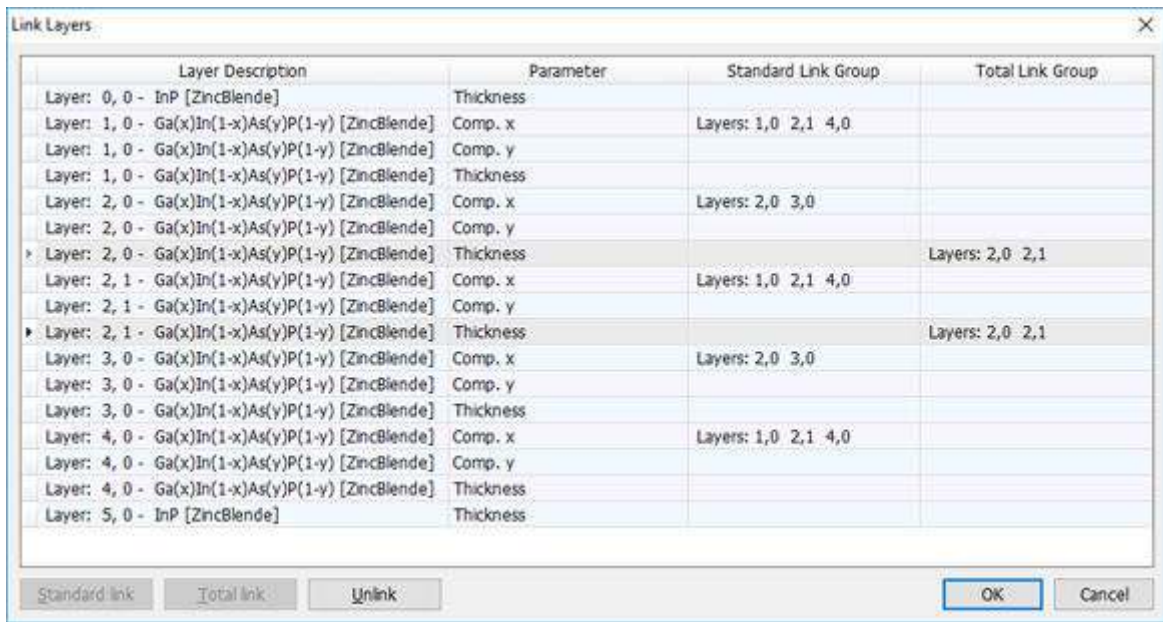 Link Layers
Layer Description Parameter Standard Link Group Total Link Group
Layer: 0, 0 - InP [ZincBlende] Thickness
Layer: 1, 0 - Ga(x)In(1-x)As(y)P(1-y) [ZincBlende] Comp. x Layers: 1,0 2,1 4,0
Layer: 1, 0 - Ga(x)In(1-x)As(y)P(1-y) [ZincBlende] Comp. y
Layer: 1, 0 - Ga(x)In(1-x)As(y)P(1-y) [ZincBlende] Thickness
Layer: 2, 0 - Ga(x)In(1-x)As(y)P(1-y) [ZincBlende] Comp. x Layers: 2,0 3,0
Layer: 2, 0 - Ga(x)In(1-x)As(y)P(1-y) [ZincBlende] Comp. y
Layer: 2, 0 - Ga(x)In(1-x)As(y)P(1-y) [ZincBlende] Thickness Layers: 2,0 2,1
Layer: 2, 1 - Ga(x)In(1-x)As(y)P(1-y) [ZincBlende] Comp. x Layers: 1,0 2,1 4,0
Layer: 2, 1 - Ga(x)In(1-x)As(y)P(1-y) [ZincBlende] Comp. y
Layer: 2, 1 - Ga(x)In(1-x)As(y)P(1-y) [ZincBlende] Thickness Layers: 2,0 2,1
Layer: 3, 0 - Ga(x)In(1-x)As(y)P(1-y) [ZincBlende] Comp. x Layers: 2,0 3,0
Layer: 3, 0 - Ga(x)In(1-x)As(y)P(1-y) [ZincBlende] Comp. y
Layer: 3, 0 - Ga(x)In(1-x)As(y)P(1-y) [ZincBlende] Thickness
Layer: 4, 0 - Ga(x)In(1-x)As(y)P(1-y) [ZincBlende] Comp. x Layers: 1,0 2,1 4,0
Layer: 4, 0 - Ga(x)In(1-x)As(y)P(1-y) [ZincBlende] Comp. y
Layer: 4, 0 - Ga(x)In(1-x)As(y)P(1-y) [ZincBlende] Thickness
Layer: 5, 0 - InP [ZincBlende] Thickness
Standard link Total link Unlink OK Cancel